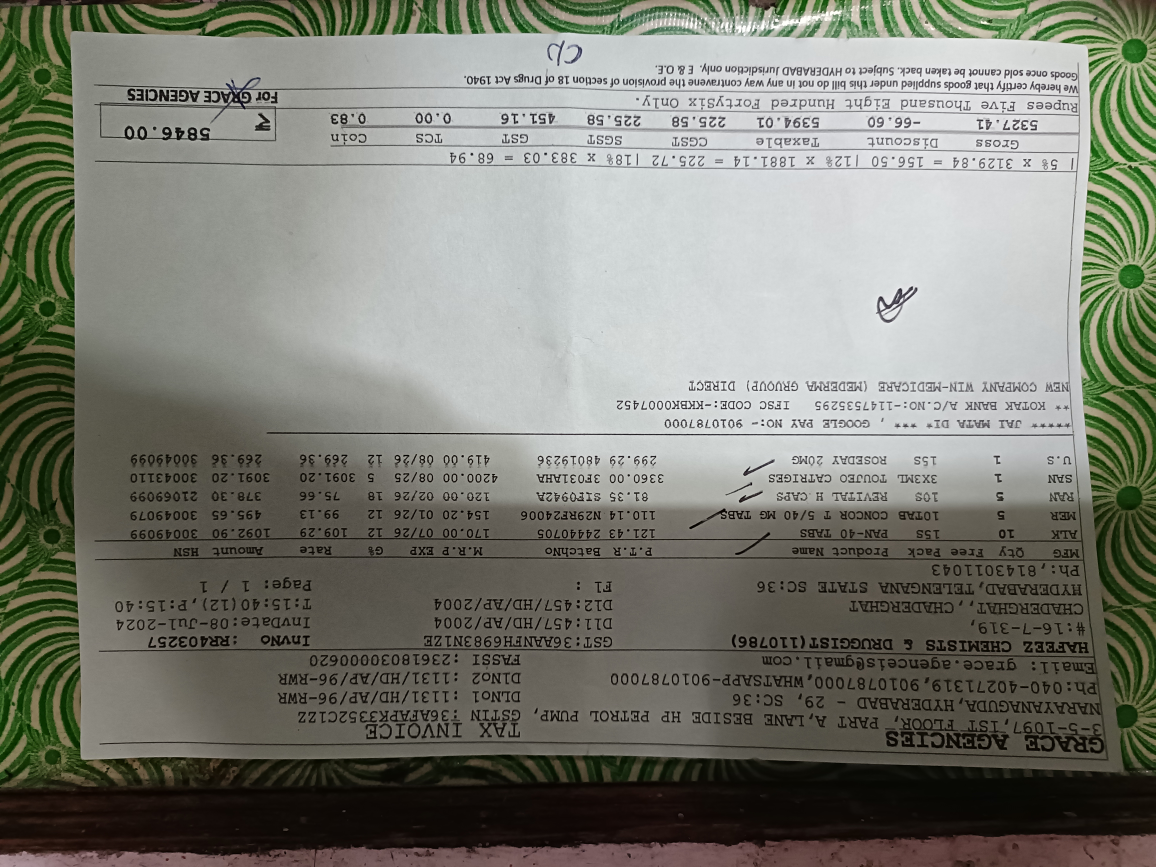 GRACE AGENCIES
TAX INVOICE
3-5-1097,1ST FLOOR, PART A,LANE BESIDE HP PETROL PUMP, GSTIN :36AFAPK3352C1ZZ
NARAYANAGUDA,HYDERABAD - 29, SC:36
DLNo1 :1131/HD/AP/96-RWR
Ph:040-40271319,9010787000,WHATSAPP-9010787000
DLNo2 :1131/HD/AP/96-RWR
Email: grace.agencis@gmail.com
FASSI :23618030000620
HAFEEZ CHEMISTS & DRUGGIST(110786) GST:36AANFH6983N1ZE InvNo :RR403257
#:16-7-319, Dl1:457/HD/AP/2004 InvDate:08-Jul-2024
CHADERGHAT,, CHADERGHAT Dl2:457/HD/AP/2004 T:15:40(12),P:15:40
HYDERABAD,TELENGANA STATE SC:36 Fl : Page: 1 / 1
Ph:,8143011043
MFG Qty Free Pack Product Name P.T.R BatchNo M.R.P EXP G% Rate Amount HSN
ALK 10 15S PAN-40 TABS 121.43 24440705 170.00 07/26 12 109.29 1092.90 30049099
MER 5 10TAB CONCOR T 5/40 MG TABS 110.14 N29RF24006 154.20 01/26 12 99.13 495.65 30049079
RAN 5 10S REVITAL H CAPS 81.35 SIF0942A 120.00 02/26 18 75.66 378.30 21069099
SAN 1 3X3ML TOUJEO CATRIGES 3360.00 3F01AHA 4200.00 08/25 5 3091.20 3091.20 30043110
U.S 1 15S ROSEDAY 20MG 299.29 48019236 419.00 08/26 12 269.36 269.36 30049099
***** JAI MATA DI* *** , GOOGLE PAY NO:- 9010787000
** KOTAK BANK A/C.NO:-1147535295 IFSC CODE:-KKBK0007452
NEW COMPANY WIN-MEDICARE (MEDERMA GRUOUP) DIRECT
| 5% x 3129.84 = 156.50 |12% x 1881.14 = 225.72 |18% x 383.03 = 68.94
Gross Discount Taxable CGST SGST GST TCS Coin
5327.41 -66.60 5394.01 225.58 225.58 451.16 0.00 0.83
₹ 5846.00
Rupees Five Thousand Eight Hundred Fortysix Only.
We hereby certify that goods supplied under this bill do not in any way contravene the provision of section 18 of Drugs Act 1940.
For GRACE AGENCIES
Goods once sold cannot be taken back. Subject to HYDERABAD Jurisdiction only. E & O.E.